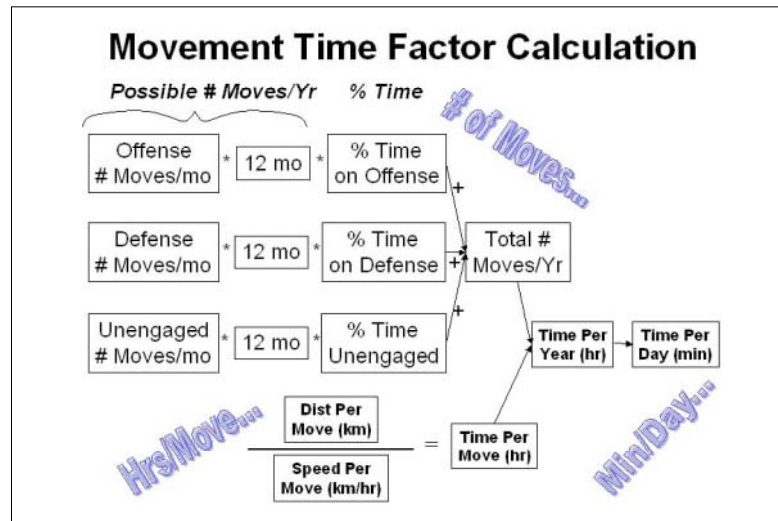 Movement Time Factor Calculation
Possible # Moves/Yr % Time
# of Moves...
Offense
# Moves/mo
* 12 mo *
% Time
on Offense
+
Defense
# Moves/mo
* 12 mo *
% Time
on Defense
+
Total #
Moves/Yr
Unengaged
# Moves/mo
* 12 mo *
% Time
Unengaged
+
Time Per
Year (hr)
Time Per
Day (min)
Hrs/Move...
Dist Per
Move (km)
Speed Per
Move (km/hr)
=
Time Per
Move (hr)
Min/Day...